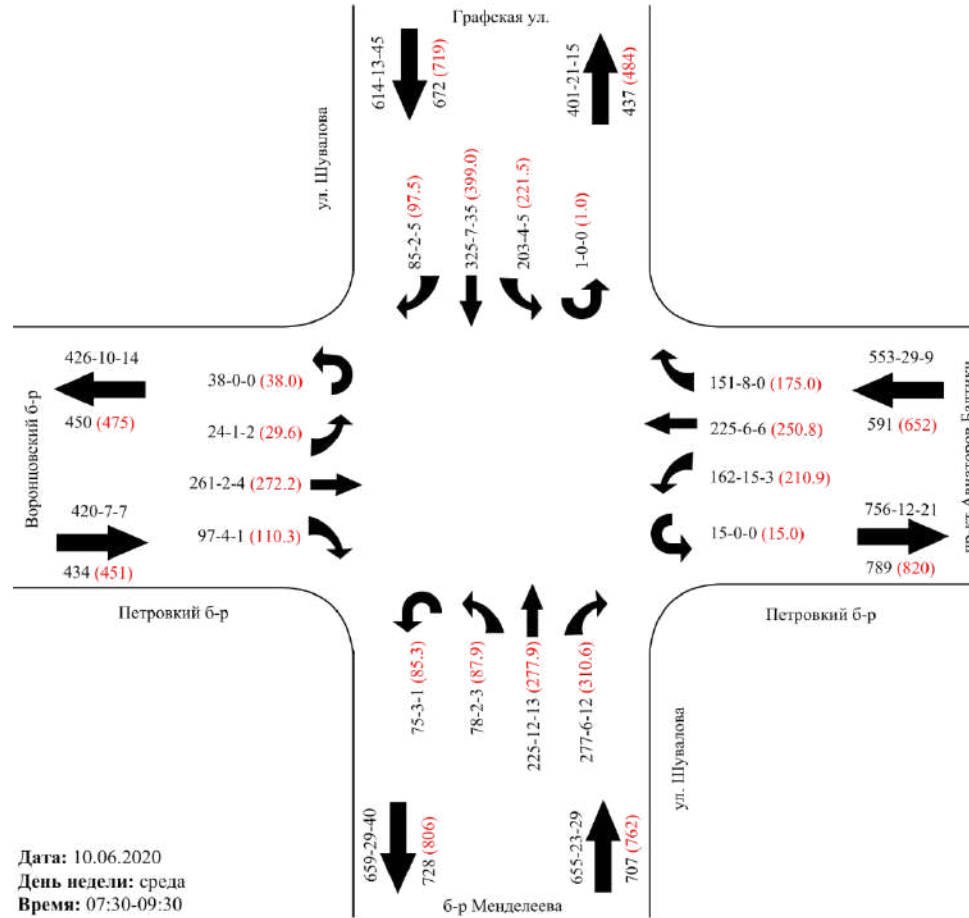 Графская ул.
614-13-45
672 (719)
401-21-15
437 (484)
ул. Шувалова
85-2-5 (97.5)
325-7-35 (399.0)
203-4-5 (221.5)
1-0-0 (1.0)
426-10-14
450 (475)
Воронцовский б-р
420-7-7
434 (451)
38-0-0 (38.0)
24-1-2 (29.6)
261-2-4 (272.2)
97-4-1 (110.3)
151-8-0 (175.0)
225-6-6 (250.8)
162-15-3 (210.9)
15-0-0 (15.0)
553-29-9
591 (652)
756-12-21
789 (820)
пр-кт Авиаторов Балтики
Петровкий б-р
Петровкий б-р
75-3-1 (85.3)
78-2-3 (87.9)
225-12-13 (277.9)
277-6-12 (310.6)
ул. Шувалова
659-29-40
728 (806)
655-23-29
707 (762)
б-р Менделеева
Дата: 10.06.2020
День недели: среда
Время: 07:30-09:30